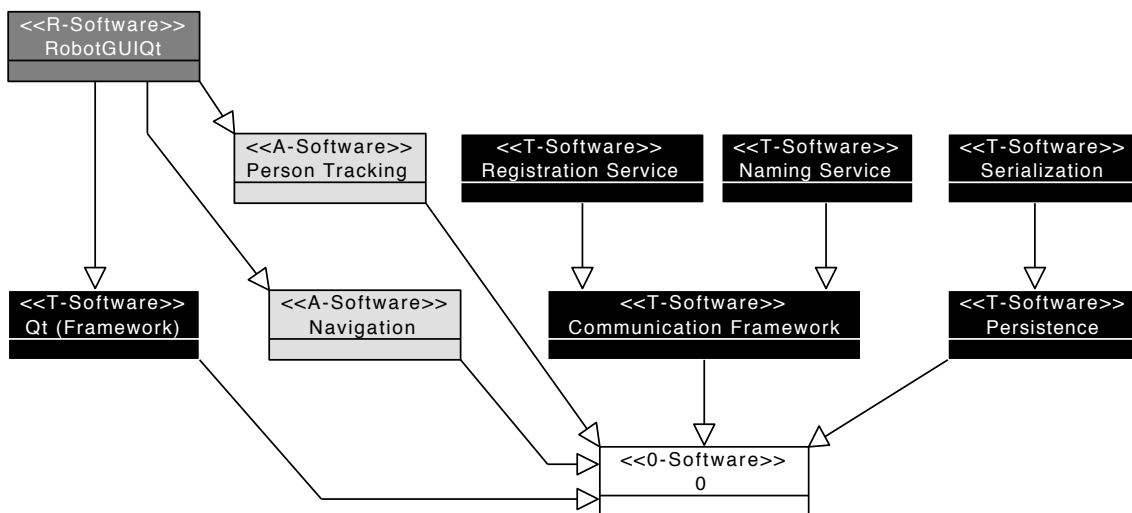 <<R-Software>>
RobotGUIQt
<<A-Software>>
Person Tracking
<<T-Software>>
Registration Service
<<T-Software>>
Naming Service
<<T-Software>>
Serialization
<<T-Software>>
Qt (Framework)
<<A-Software>>
Navigation
<<T-Software>>
Communication Framework
<<T-Software>>
Persistence
<<0-Software>>
0